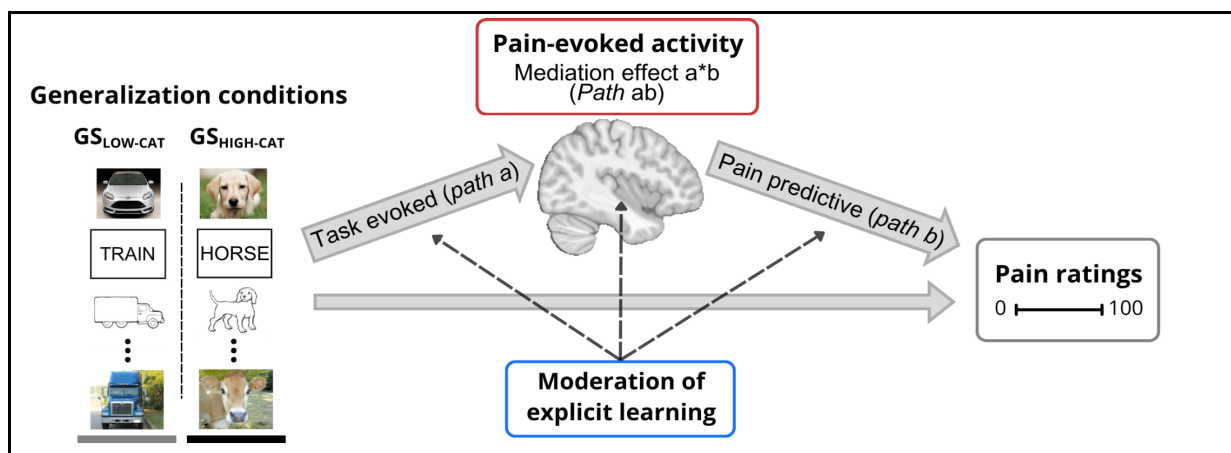 Pain-evoked activity
Mediation effect a*b
(Path ab)
Generalization conditions
GSLOW-CAT
GSHIGH-CAT
TRAIN
HORSE
Task evoked (path a)
Pain predictive (path b)
Pain ratings
0
100
Moderation of
explicit learning